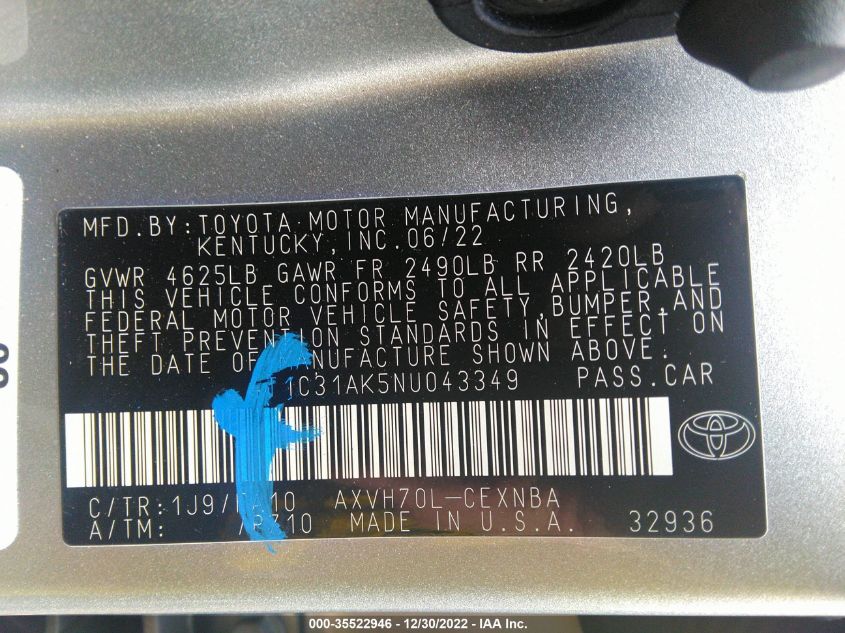 MFD.BY:TOYOTA MOTOR MANUFACTURING,
KENTUCKY,INC.06/22
GVWR 4625LB GAWR FR 2490LB RR 2420LB
THIS VEHICLE CONFORMS TO ALL APPLICABLE
FEDERAL MOTOR VEHICLE SAFETY,BUMPER,AND
THEFT PREVENTION STANDARDS IN EFFECT ON
THE DATE OF MANUFACTURE SHOWN ABOVE.
1C31AK5NU043349 PASS.CAR
C/TR:1J9/FA10 AXVH70L-CEXNBA
A/TM: /RZ10 MADE IN U.S.A. 32936
000-35522946 - 12/30/2022 - IAA Inc.